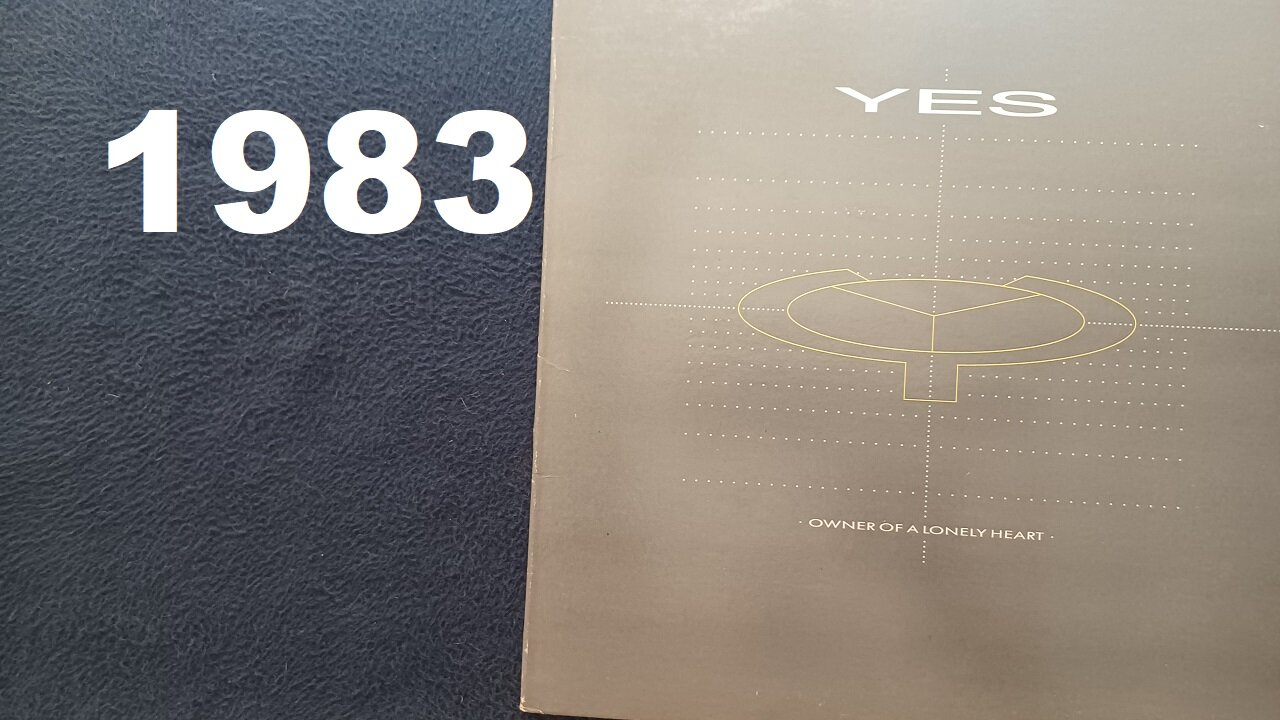 1983
YES
· OWNER OF A LONELY HEART ·